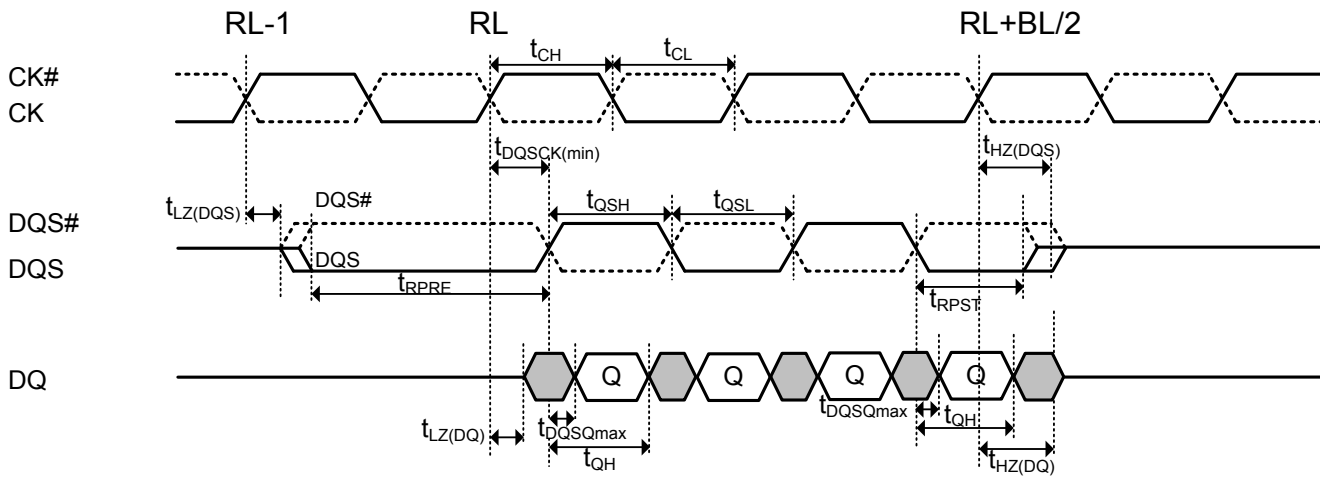 RL-1 RL RL+BL/2
tCH tCL
CK#
CK
tDQSCK(min) tHZ(DQS)
tLZ(DQS) DQS# tQSH tQSL
DQS#
DQS DQS
tRPRE tRPST
DQ Q Q Q Q
tLZ(DQ) tDQSQmax tDQSQmax tQH
tQH tHZ(DQ)